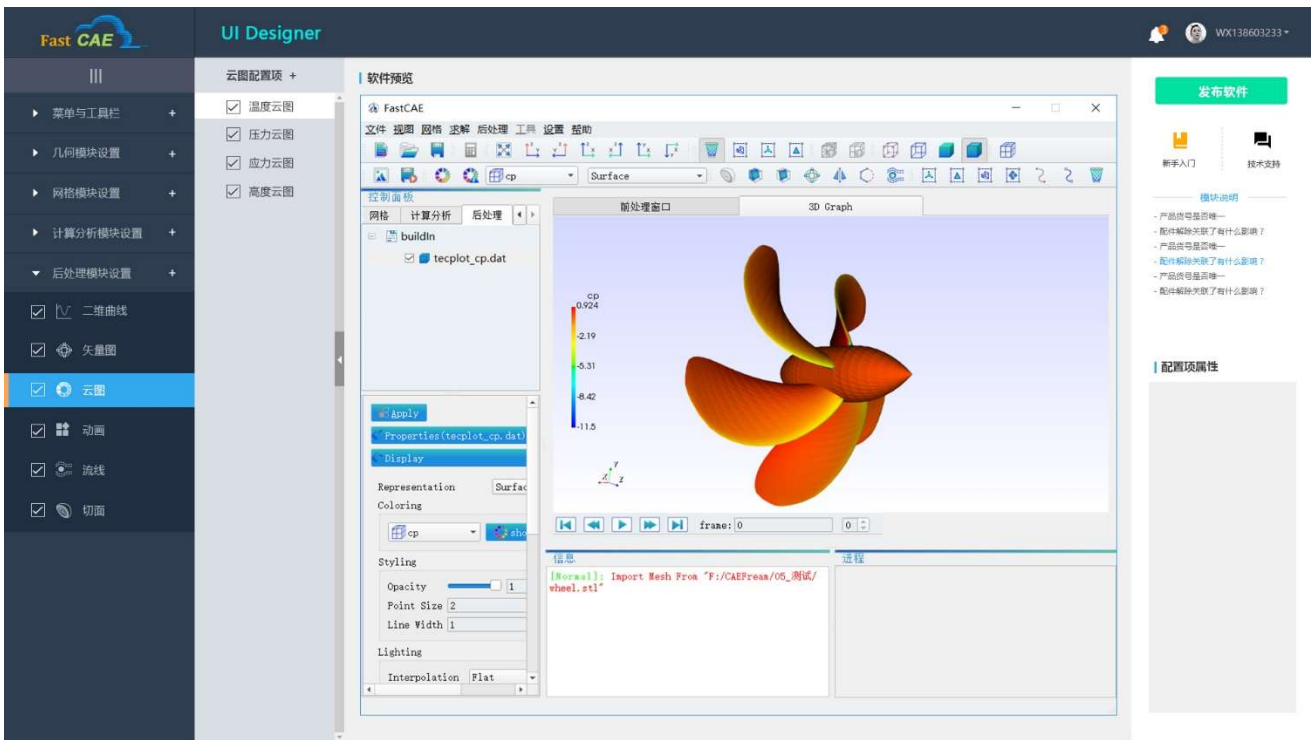 Fast CAE
UI Designer
WX138603233
云图配置项 +
软件预览
发布软件
菜单与工具栏 +
几何模块设置 +
网格模块设置 +
计算分析模块设置 +
后处理模块设置 +
二维曲线
矢量图
云图
动画
流线
切面
温度云图
压力云图
应力云图
高度云图
FastCAE
文件 视图 网格 求解 后处理 工具 设置 帮助
cp
Surface
控制面板
网格 计算分析 后处理
buildIn
tecplot_cp.dat
前处理窗口
3D Graph
cp
0.924
-2.19
-5.31
-8.42
-11.5
Y
X
Z
Apply
Properties(tecplot_cp.dat)
Display
Representation Surfac
Coloring
cp
sho
Styling
Opacity 1
Point Size 2
Line Width 1
Lighting
Interpolation Flat
frame: 0
0
信息
[Normal]: Import Mesh From "F:/CAEFream/05_测试/
wheel.stl"
进程
新手入门
技术支持
模块说明
- 产品货号是否唯一
- 配件解除关联了有什么影响？
- 产品货号是否唯一
- 配件解除关联了有什么影响？
- 产品货号是否唯一
- 配件解除关联了有什么影响？
配置项属性